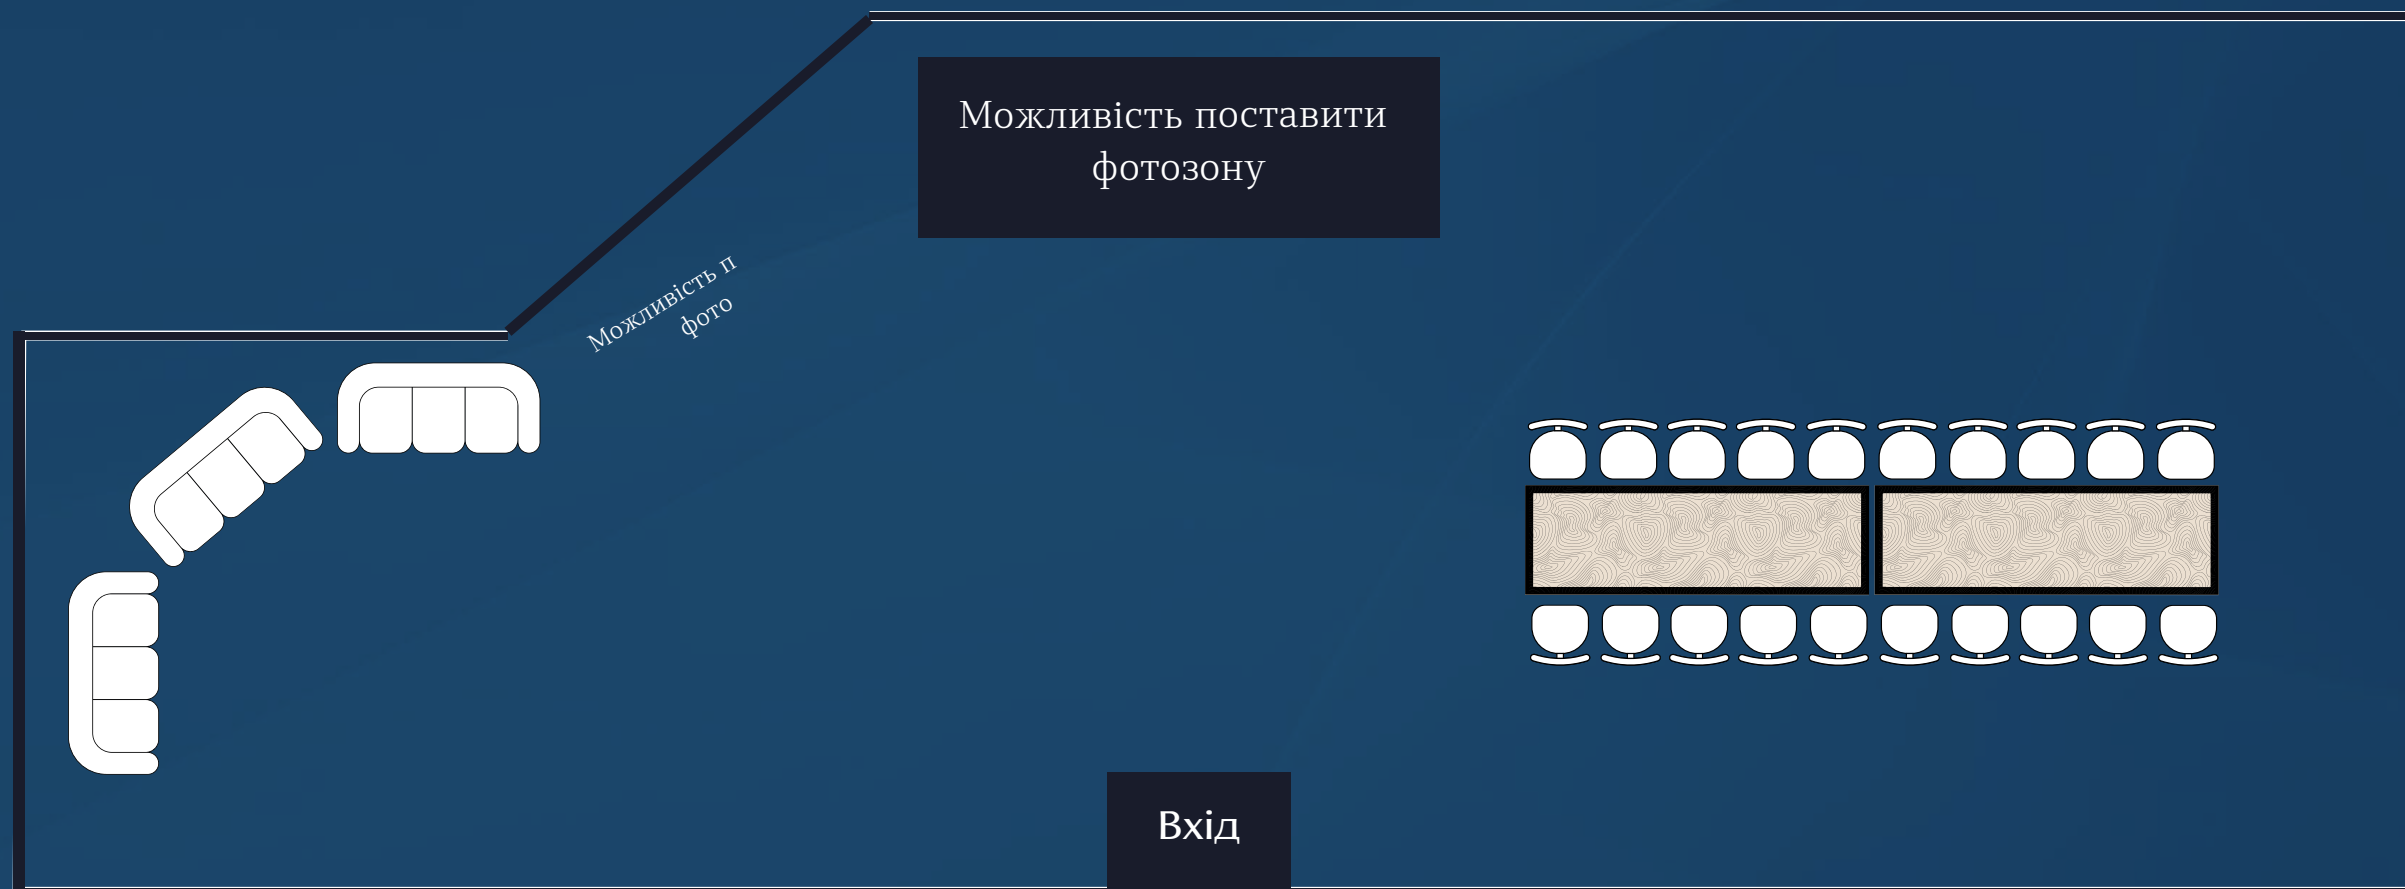 Можливість поставити
фотозону
Можливість п
фото
Вхід